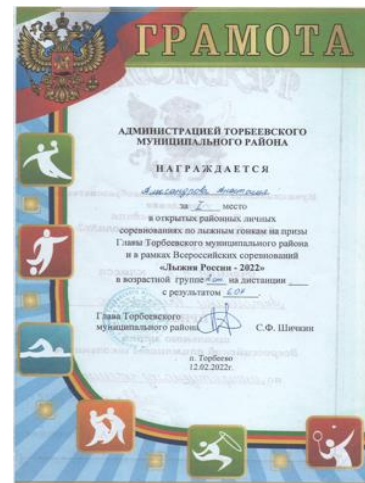 ГРАМОТА
АДМИНИСТРАЦИЕЙ ТОРБЕЕВСКОГО
МУНИЦИПАЛЬНОГО РАЙОНА
НАГРАЖДАЕТСЯ
за I место
в открытых районных личных
соревнованиях по лыжным гонкам на призы
Главы Торбеевского муниципального района
и в рамках Всероссийских соревнований
«Лыжня России - 2022»
в возрастной группе на дистанции
с результатом
Глава Торбеевского
муниципального района С.Ф. Шичкин
п. Торбеево
12.02.2022г.